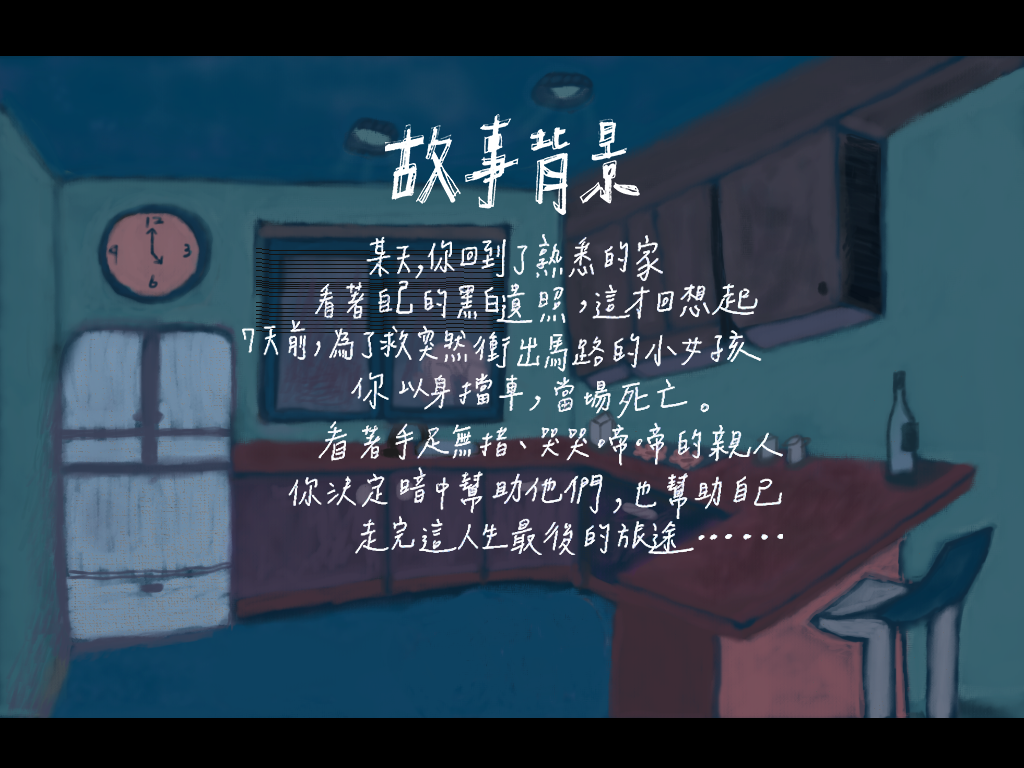 故事背景
某天,你回到了熟悉的家
看著自己的黑白遺照,這才回想起
7天前,為了救突然衝出馬路的小女孩
你以身擋車,當場死亡。
看著手足無措、哭哭啼啼的親人
你決定暗中幫助他們,也幫助自己
走完這人生最後的旅途……
12
3
6
9